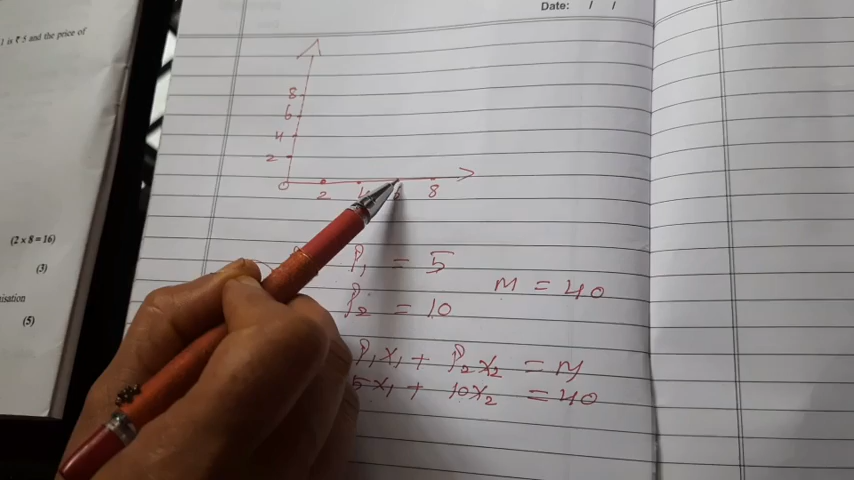 1 is ₹ 5 and the price of
(2 x 8 = 16)
(3)
(5)
Date: / /
8
6
4
2
0 2 4 6 8
P₁ = 5
M = 40
P₂ = 10
P₁X₁ + P₂X₂ = M
5X₁ + 10X₂ = 40